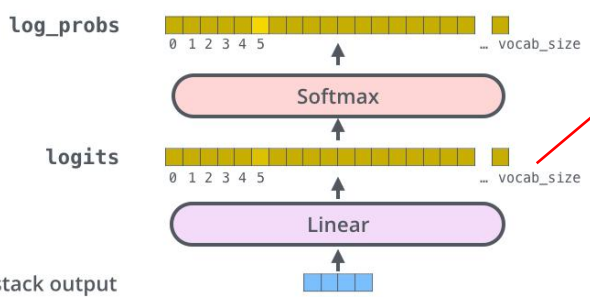 log_probs
0 1 2 3 4 5 … vocab_size
Softmax
logits
0 1 2 3 4 5 … vocab_size
Linear
stack output